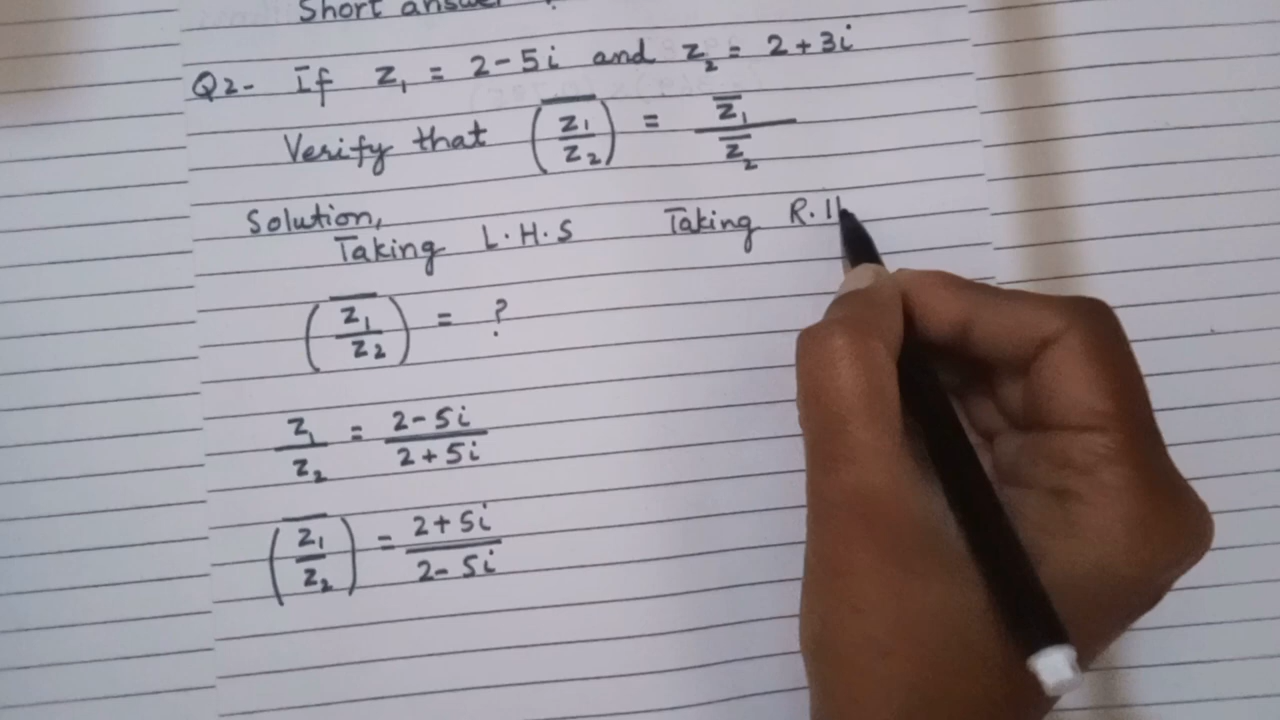 Short answer
Q2- If z₁ = 2-5i and z₂ = 2+3i
Verify that (z̅₁/z₂)‾ = z̅₁/z̅₂
Solution,
Taking L.H.S Taking R.H
(z₁/z₂)‾ = ?
z₁/z₂ = 2-5i/2+5i
(z₁/z₂)‾ = 2+5i/2-5i